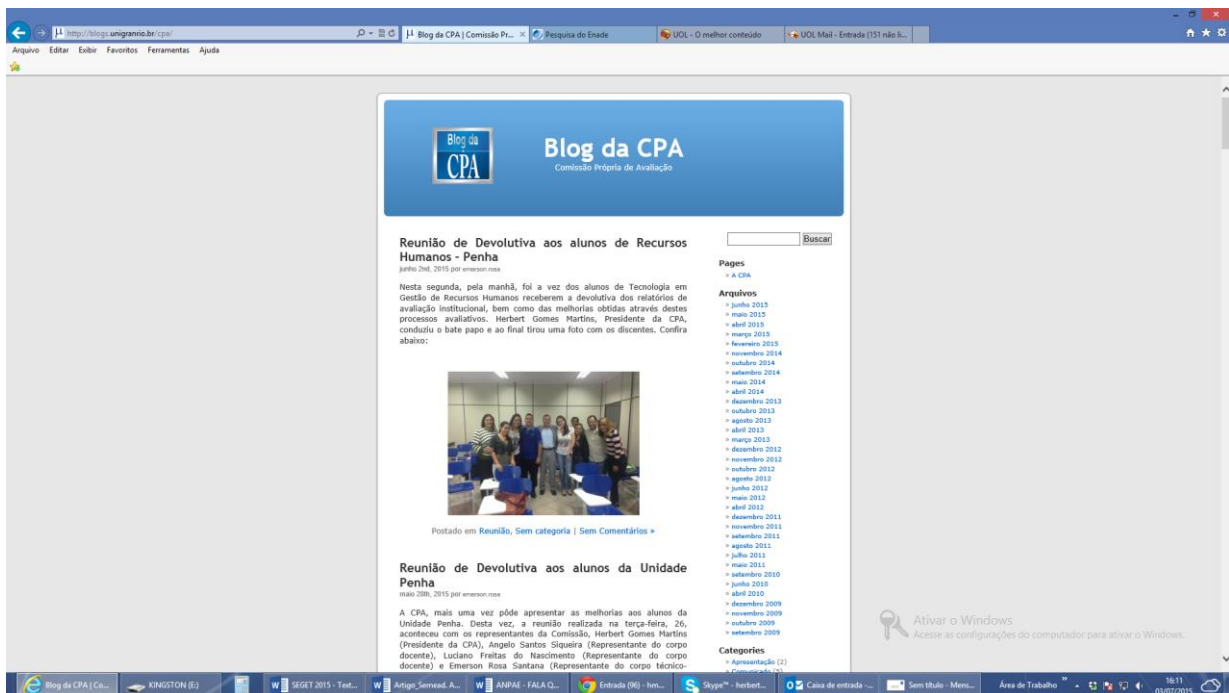 http://blogs.unigranrio.br/cpa/
Blog da CPA | Comissão Pr...
Pesquisa do Enade
UOL - O melhor conteúdo
UOL Mail - Entrada (151 não li...
Arquivo Editar Exibir Favoritos Ferramentas Ajuda
Blog da
CPA
Blog da CPA
Comissão Própria de Avaliação
Reunião de Devolutiva aos alunos de Recursos
Humanos - Penha
junho 2nd, 2015 por emerson.rosa
Nesta segunda, pela manhã, foi a vez dos alunos de Tecnologia em
Gestão de Recursos Humanos receberem a devolutiva dos relatórios de
avaliação institucional, bem como das melhorias obtidas através destes
processos avaliativos. Herbert Gomes Martins, Presidente da CPA,
conduziu o bate papo e ao final tirou uma foto com os discentes. Confira
abaixo:
Postado em Reunião, Sem categoria | Sem Comentários »
Reunião de Devolutiva aos alunos da Unidade
Penha
maio 28th, 2015 por emerson.rosa
A CPA, mais uma vez pôde apresentar as melhorias aos alunos da
Unidade Penha. Desta vez, a reunião realizada na terça-feira, 26,
aconteceu com os representantes da Comissão, Herbert Gomes Martins
(Presidente da CPA), Angelo Santos Siqueira (Representante do corpo
docente), Luciano Freitas do Nascimento (Representante do corpo
docente) e Emerson Rosa Santana (Representante do corpo técnico-
Buscar
Pages
» A CPA
Arquivos
» junho 2015
» maio 2015
» abril 2015
» março 2015
» fevereiro 2015
» novembro 2014
» outubro 2014
» setembro 2014
» maio 2014
» abril 2014
» dezembro 2013
» outubro 2013
» agosto 2013
» abril 2013
» março 2013
» dezembro 2012
» novembro 2012
» outubro 2012
» agosto 2012
» junho 2012
» maio 2012
» abril 2012
» dezembro 2011
» novembro 2011
» setembro 2011
» agosto 2011
» julho 2011
» maio 2011
» setembro 2010
» junho 2010
» abril 2010
» dezembro 2009
» novembro 2009
» outubro 2009
» setembro 2009
Categories
» Apresentação (2)
» Comunicado (5)
Ativar o Windows
Acesse as configurações do computador para ativar o Windows.
Blog da CPA | Co...
KINGSTON (E:)
SEGET 2015 - Text...
Artigo_Semead. A...
ANPAE - FALA Q...
Entrada (96) - hm...
Skype™ - herbert...
Caixa de entrada -...
Sem título - Mens...
Área de Trabalho
16:11
03/07/2015